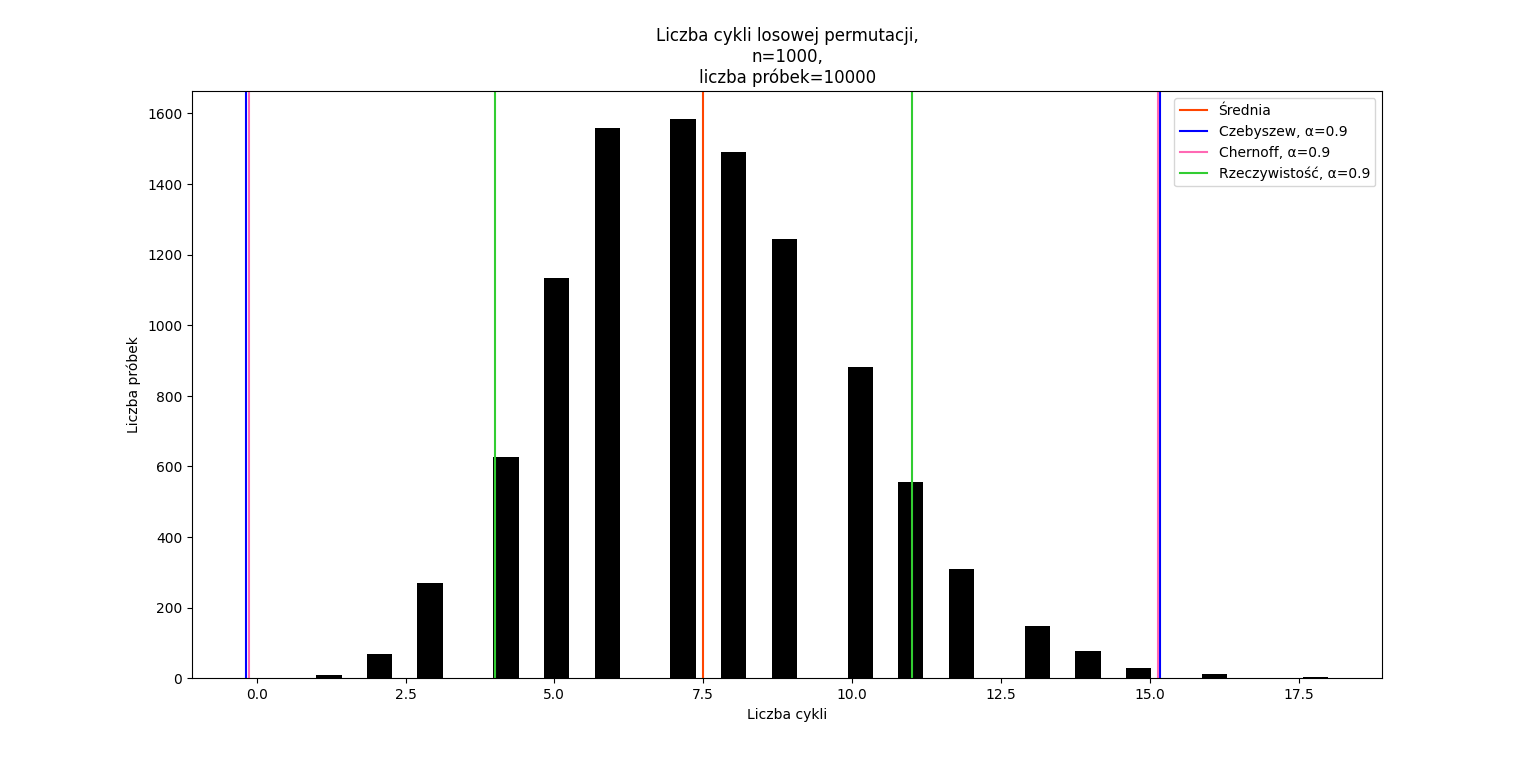 Liczba cykli losowej permutacji,
n=1000,
liczba próbek=10000
Średnia
Czebyszew, α=0.9
Chernoff, α=0.9
Rzeczywistość, α=0.9
1600
1400
1200
1000
800
600
400
200
0
Liczba próbek
0.0 2.5 5.0 7.5 10.0 12.5 15.0 17.5
Liczba cykli